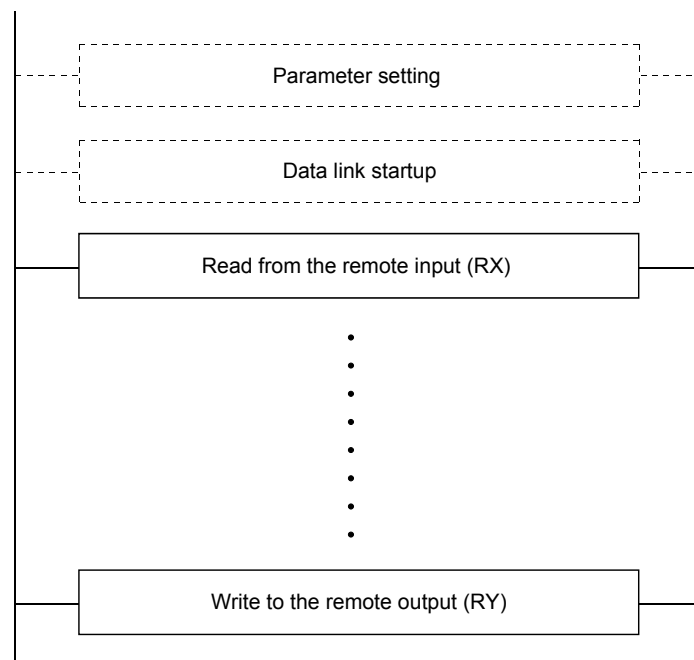 Parameter setting
Data link startup
Read from the remote input (RX)
Write to the remote output (RY)